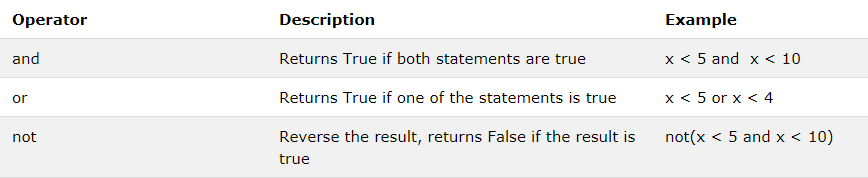 Operator Description Example
and Returns True if both statements are true x < 5 and  x < 10
or Returns True if one of the statements is true x < 5 or x < 4
not Reverse the result, returns False if the result is not(x < 5 and x < 10)
true